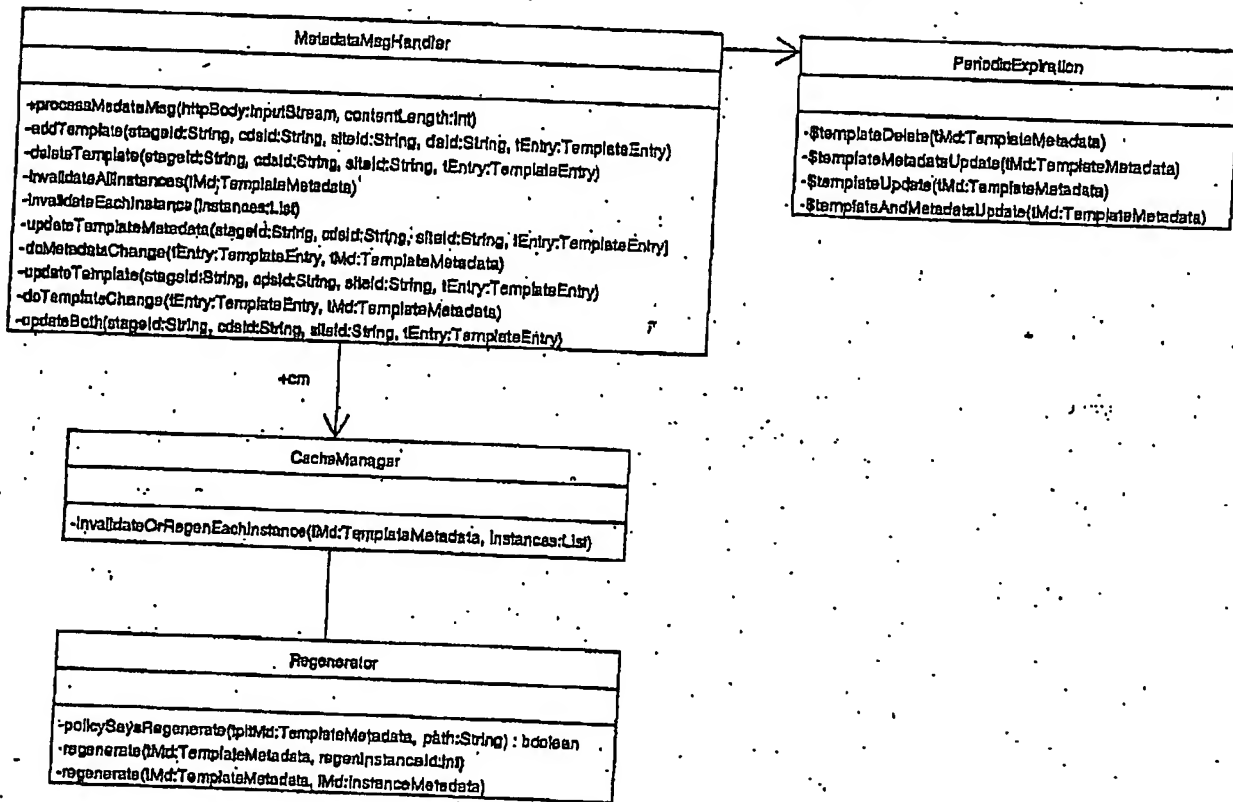 MetadataMsgHandler
+processMedataMsg(httpBody:InputStream, contentLength:Int)
-addTemplate(stageId:String, cdsId:String, siteId:String, dsId:String, tEntry:TemplateEntry)
-deleteTemplate(stageId:String, cdsId:String, siteId:String, tEntry:TemplateEntry)
-invalidateAllInstances(tMd:TemplateMetadata)
-invalidateEachInstance(instances:List)
-updateTemplateMetadata(stageId:String, cdsId:String, siteId:String, tEntry:TemplateEntry)
-doMetadataChange(tEntry:TemplateEntry, tMd:TemplateMetadata)
-updateTemplate(stageId:String, cdsId:String, siteId:String, tEntry:TemplateEntry)
-doTemplateChange(tEntry:TemplateEntry, tMd:TemplateMetadata)
-updateBoth(stageId:String, cdsId:String, siteId:String, tEntry:TemplateEntry)
PeriodicExpiration
-$templateDelete(tMd:TemplateMetadata)
-$templateMetadataUpdate(tMd:TemplateMetadata)
-$templateUpdate(tMd:TemplateMetadata)
-$templateAndMetadataUpdate(tMd:TemplateMetadata)
+cm
CacheManager
-invalidateOrRegenEachInstance(tMd:TemplateMetadata, instances:List)
Regenerator
-policySaysRegenerate(tpltMd:TemplateMetadata, path:String) : boolean
-regenerate(tMd:TemplateMetadata, regenInstanceId:Int)
-regenerate(tMd:TemplateMetadata, iMd:InstanceMetadata)